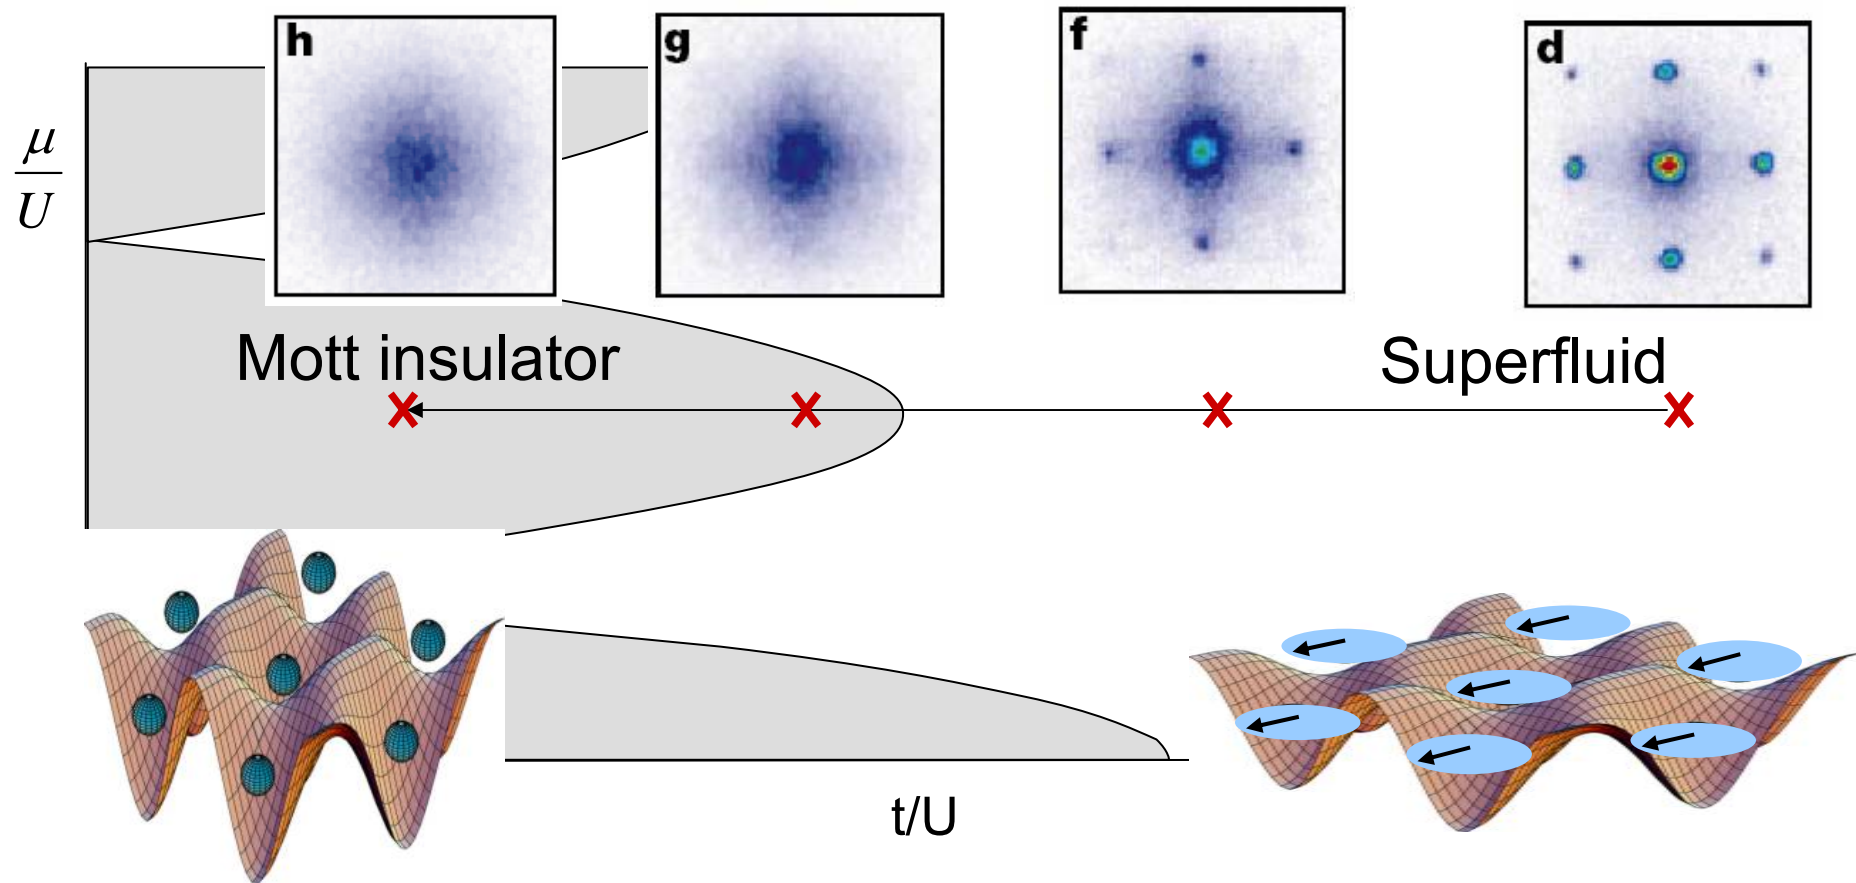 h
g
f
d
μ
U
Mott insulator
Superfluid
t/U